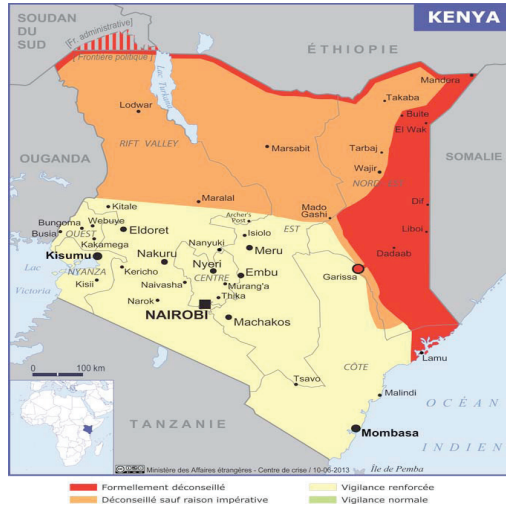 SOUDAN
DU
SUD
[Fr. administrative]
[Frontière politique]
ÉTHIOPIE
KENYA
Lac Turkana
Mandera
Takaba
Lodwar
Buite
El Wak
RIFT VALLEY
Marsabit
Tarbaj
OUGANDA
Wajir
SOMALIE
NORD-EST
Maralal
Kitale
Mado
Gashi
Dif
Archer's
Post
Bungoma
Webuye
EST
Busia
OUEST
Eldoret
Isiolo
Liboi
Kakamega
Nanyuki
Meru
Dadaab
Kisumu
Nakuru
Nyeri
Lac
Victoria
NYANZA
Kericho
CENTRE
Embu
Garissa
Kisii
Naivasha
Murang'a
Narok
Thika
NAIROBI
Machakos
0
100 km
CÔTE
Lamu
Tsavo
Malindi
OCÉAN
INDIEN
TANZANIE
Mombasa
Ministère des Affaires étrangères - Centre de crise / 10-06-2013
Île de Pemba
Formellement déconseillé
Vigilance renforcée
Déconseillé sauf raison impérative
Vigilance normale